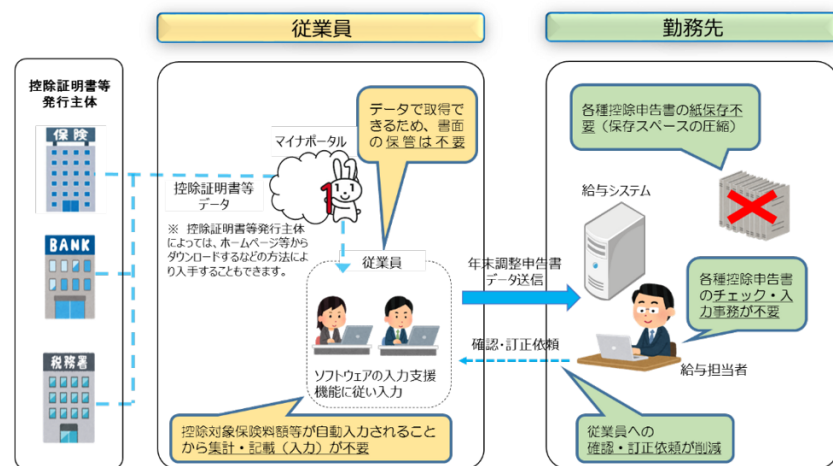 従業員
勤務先
控除証明書等
発行主体
保険
BANK
税務署
マイナポータル
控除証明書等
データ
※ 控除証明書等発行主体
によっては、ホームページ等から
ダウンロードするなどの方法によ
り入手することもできます。
データで取得で
きるため、書面
の保管は不要
従業員
ソフトウェアの入力支援
機能に従い入力
控除対象保険料額等が自動入力されること
から集計・記載（入力）が不要
年末調整申告書
データ送信
確認・訂正依頼
各種控除申告書の紙保存不
要（保存スペースの圧縮）
給与システム
各種控除申告書
のチェック・入
力事務が不要
給与担当者
従業員への
確認・訂正依頼が削減